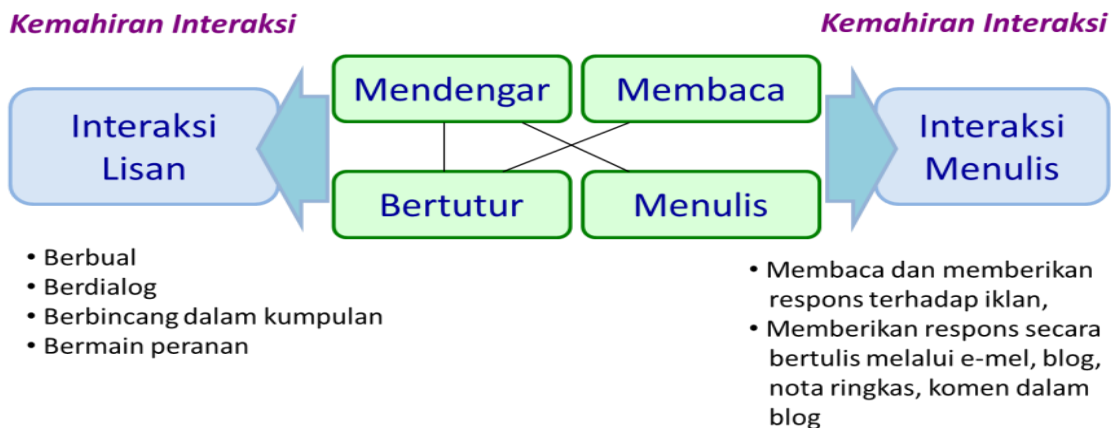 Kemahiran Interaksi
Kemahiran Interaksi
Interaksi
Lisan
Mendengar
Membaca
Bertutur
Menulis
Interaksi
Menulis
• Berbual
• Berdialog
• Berbincang dalam kumpulan
• Bermain peranan
• Membaca dan memberikan
respons terhadap iklan,
• Memberikan respons secara
bertulis melalui e-mel, blog,
nota ringkas, komen dalam
blog